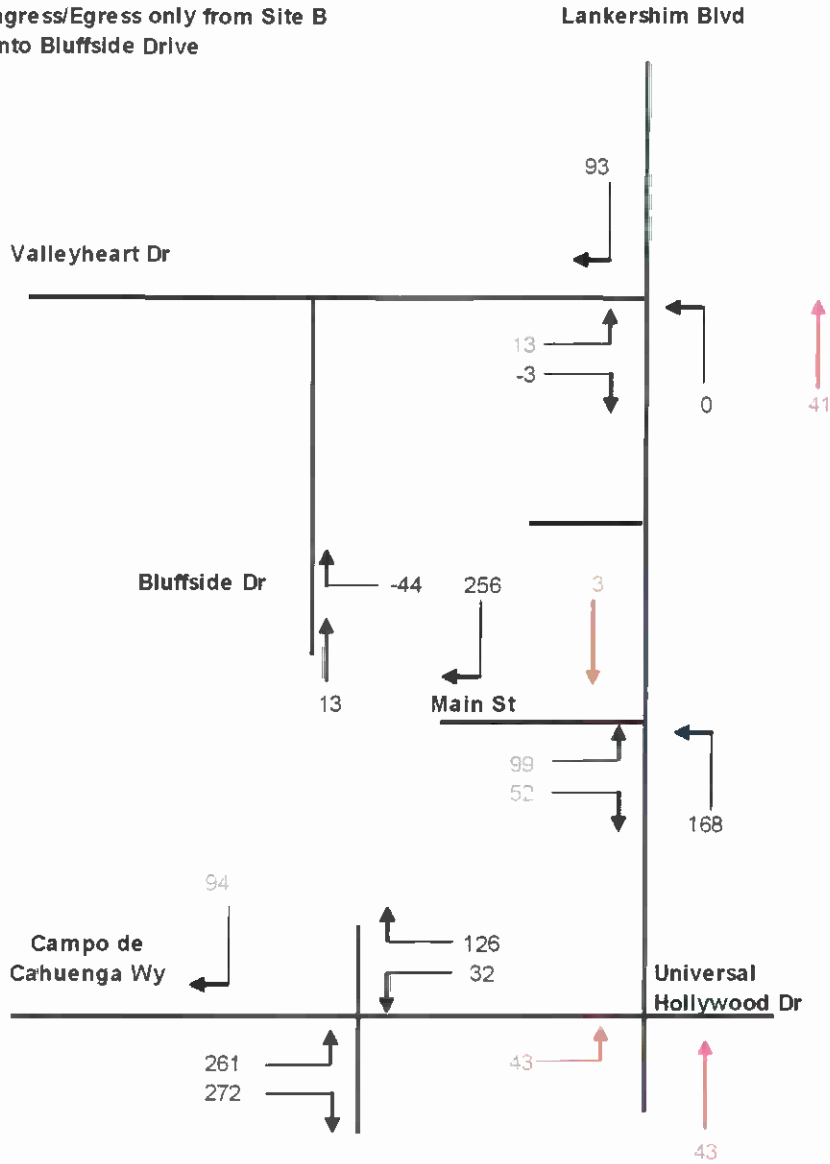 ngress/Egress only from Site B
nto Bluffside Drive
Lankershim Blvd
93
Valleyheart Dr
13
-3
0
41
Bluffside Dr
-44
256
3
13
Main St
99
52
168
94
Campo de
Cahuenga Wy
126
32
Universal
Hollywood Dr
261
272
43
43